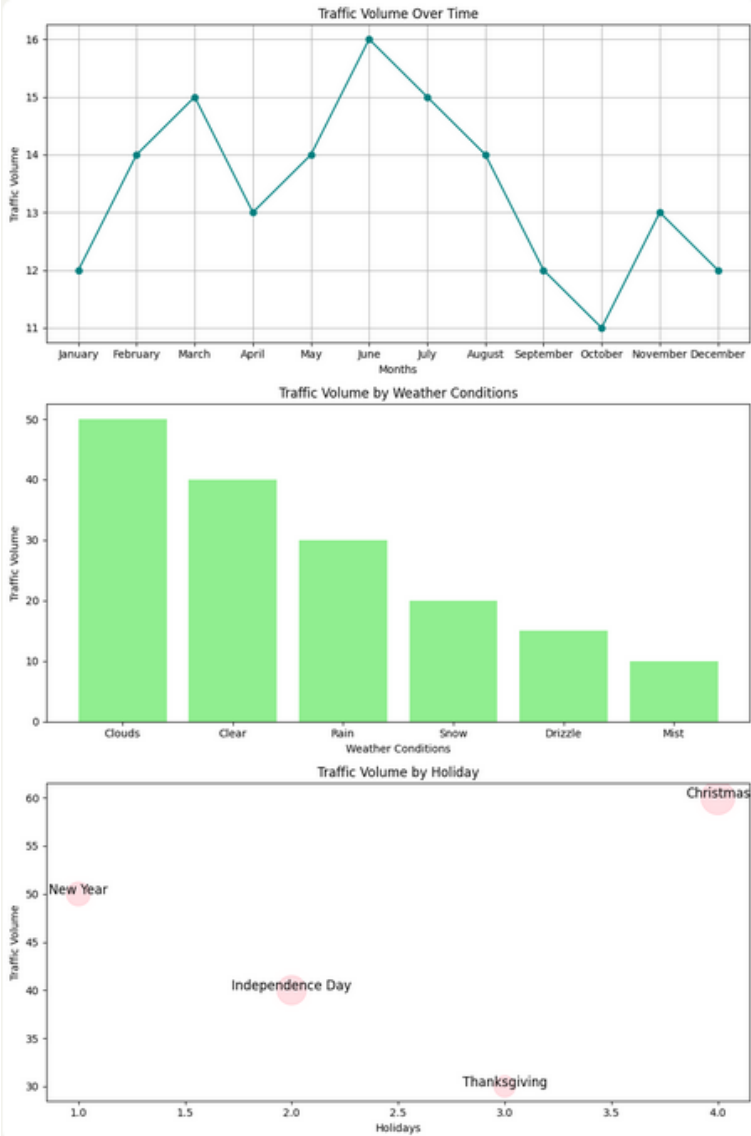 Traffic Volume Over Time
16
15
14
13
12
11
Traffic Volume
January February March April May June July August September October November December
Months
Traffic Volume by Weather Conditions
50
40
30
20
10
0
Traffic Volume
Clouds Clear Rain Snow Drizzle Mist
Weather Conditions
Traffic Volume by Holiday
60
55
50
45
40
35
30
Traffic Volume
Christmas
New Year
Independence Day
Thanksgiving
1.0 1.5 2.0 2.5 3.0 3.5 4.0
Holidays